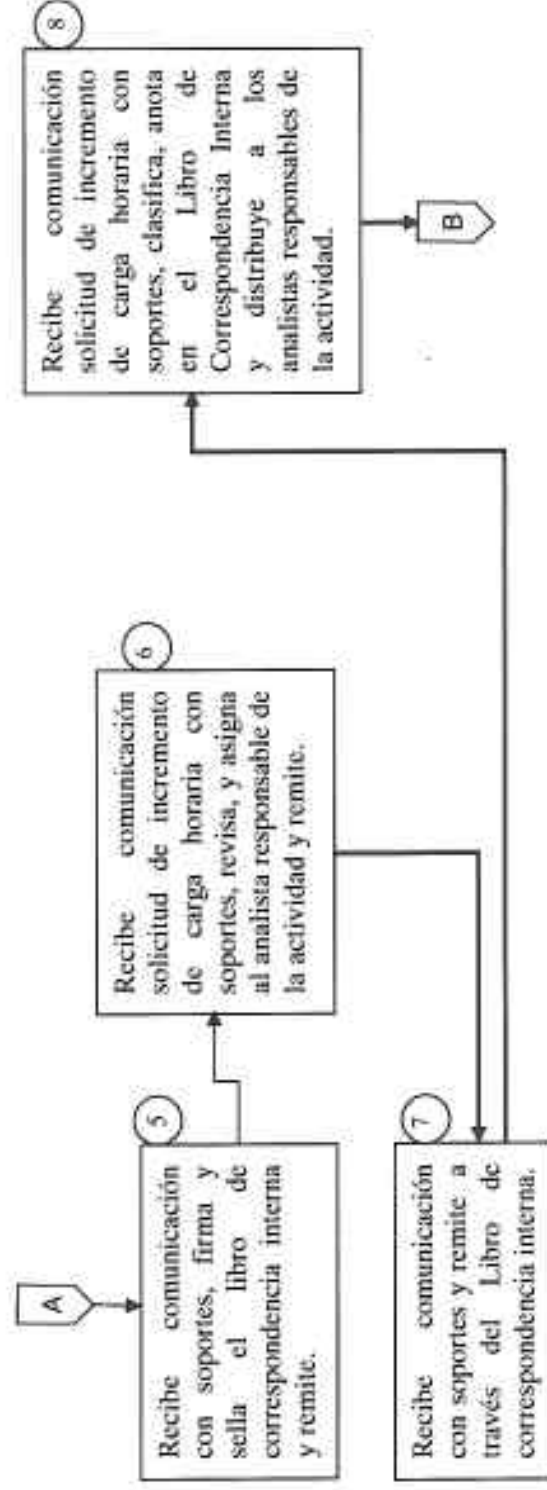 A
5
Recibe comunicación
con soportes, firma y
sella el libro de
correspondencia interna
y remite.
6
Recibe comunicación
solicitud de incremento
de carga horaria con
soportes, revisa, y asigna
al analista responsable de
la actividad y remite.
7
Recibe comunicación
con soportes y remite a
través del Libro de
correspondencia interna.
8
Recibe comunicación
solicitud de incremento
de carga horaria con
soportes, clasifica, anota
en el Libro de
Correspondencia Interna
y distribuye a los
analistas responsables de
la actividad.
B